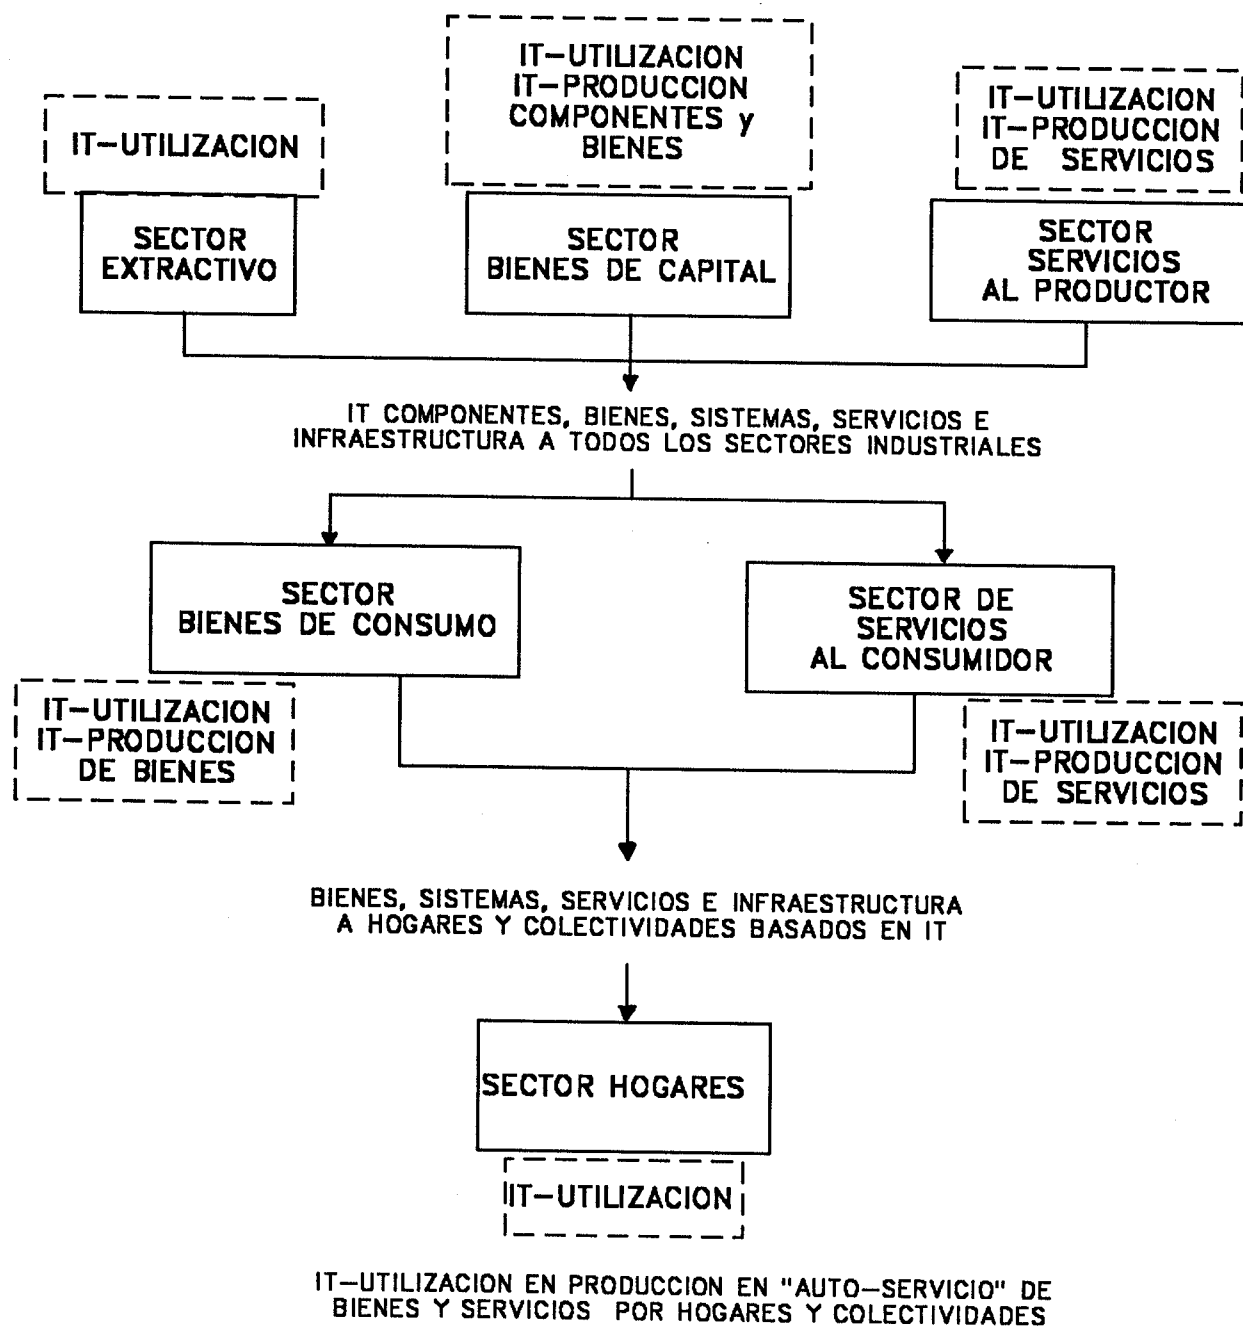 IT-UTILIZACION
IT-UTILIZACION
IT-PRODUCCION
COMPONENTES y
BIENES
IT-UTILIZACION
IT-PRODUCCION
DE SERVICIOS
SECTOR
EXTRACTIVO
SECTOR
BIENES DE CAPITAL
SECTOR
SERVICIOS
AL PRODUCTOR
IT COMPONENTES, BIENES, SISTEMAS, SERVICIOS E
INFRAESTRUCTURA A TODOS LOS SECTORES INDUSTRIALES
SECTOR
BIENES DE CONSUMO
SECTOR DE
SERVICIOS
AL CONSUMIDOR
IT-UTILIZACION
IT-PRODUCCION
DE BIENES
IT-UTILIZACION
IT-PRODUCCION
DE SERVICIOS
BIENES, SISTEMAS, SERVICIOS E INFRAESTRUCTURA
A HOGARES Y COLECTIVIDADES BASADOS EN IT
SECTOR HOGARES
IT-UTILIZACION
IT-UTILIZACION EN PRODUCCION EN "AUTO-SERVICIO" DE
BIENES Y SERVICIOS POR HOGARES Y COLECTIVIDADES